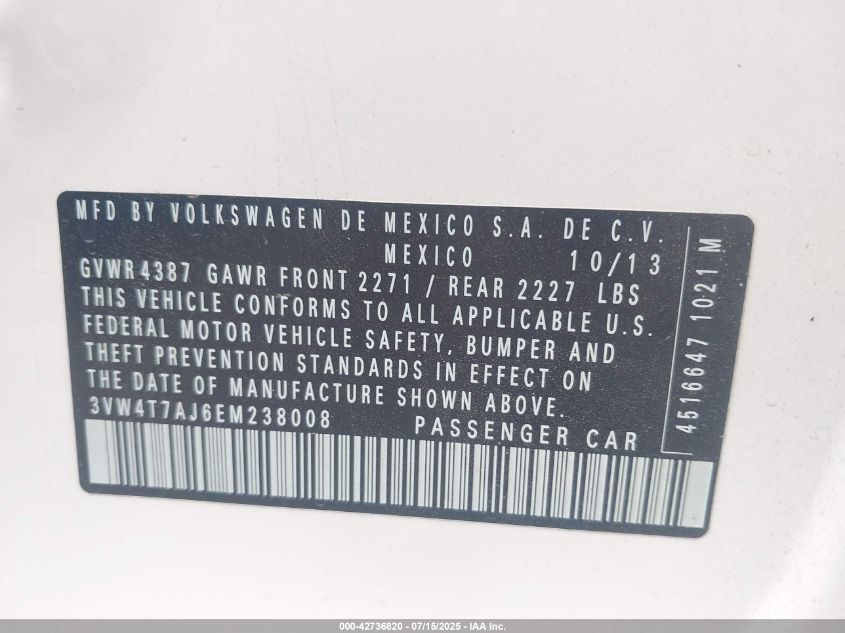 MFD BY VOLKSWAGEN DE MEXICO S.A. DE C.V.
MEXICO 10/13
GVWR 4387 GAWR FRONT 2271 / REAR 2227 LBS
THIS VEHICLE CONFORMS TO ALL APPLICABLE U.S.
FEDERAL MOTOR VEHICLE SAFETY, BUMPER AND
THEFT PREVENTION STANDARDS IN EFFECT ON
THE DATE OF MANUFACTURE SHOWN ABOVE.
3VW4T7AJ6EM238008 PASSENGER CAR
4516647 1021 M
000-42736820 - 07/15/2025 - IAA Inc.